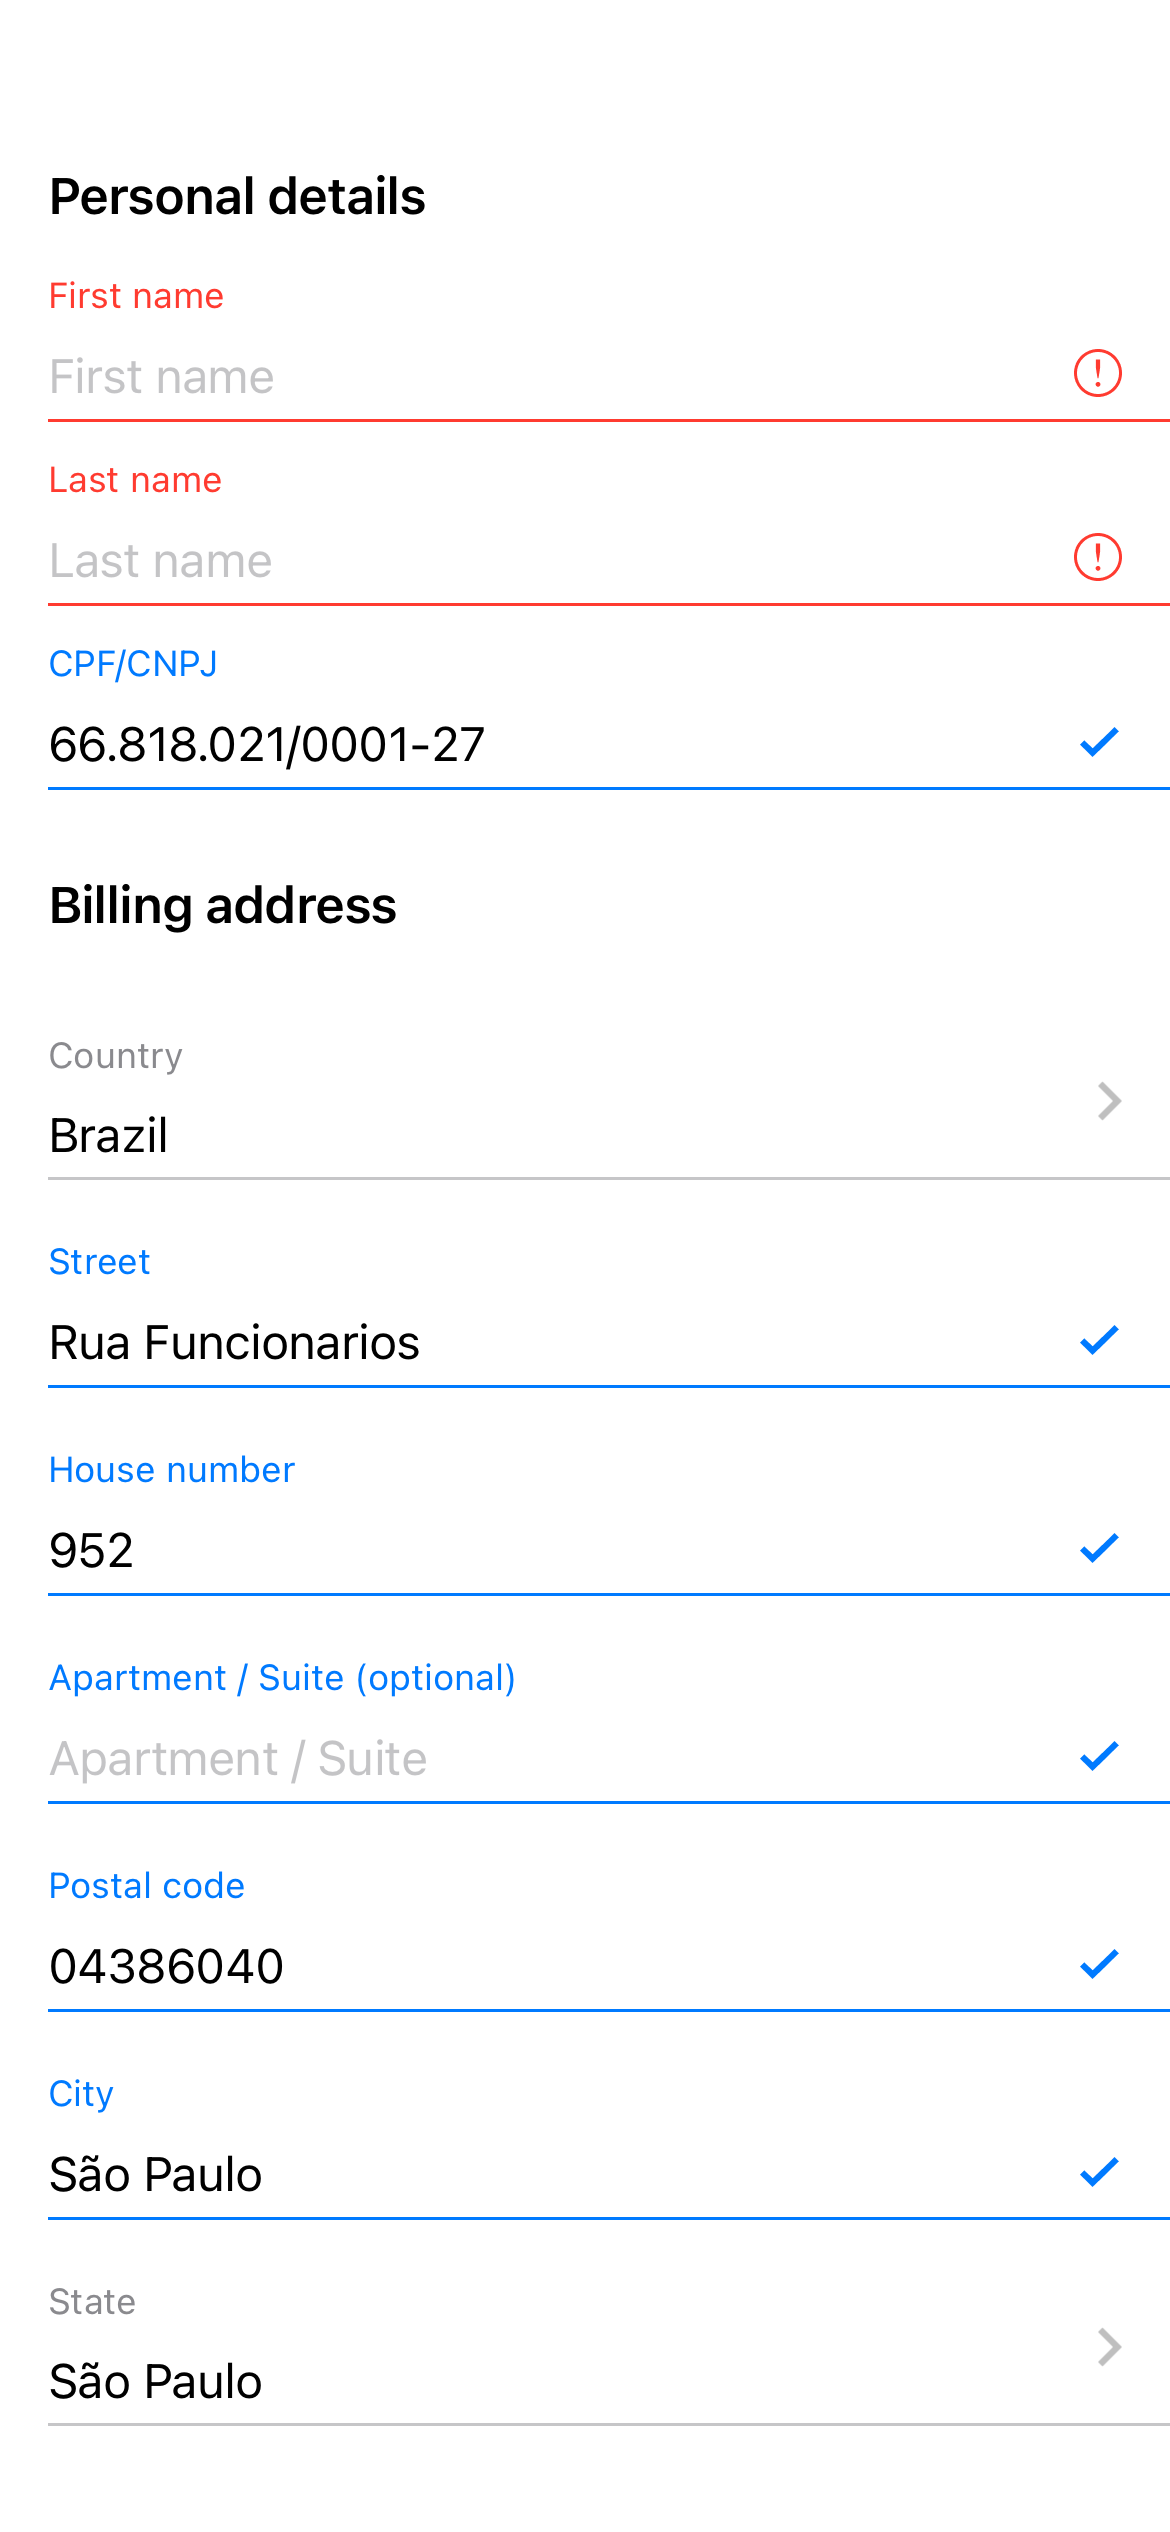 Personal details
First name
First name
Last name
Last name
CPF/CNPJ
66.818.021/0001-27
Billing address
Country
Brazil
Street
Rua Funcionarios
House number
952
Apartment / Suite (optional)
Apartment / Suite
Postal code
04386040
City
São Paulo
State
São Paulo